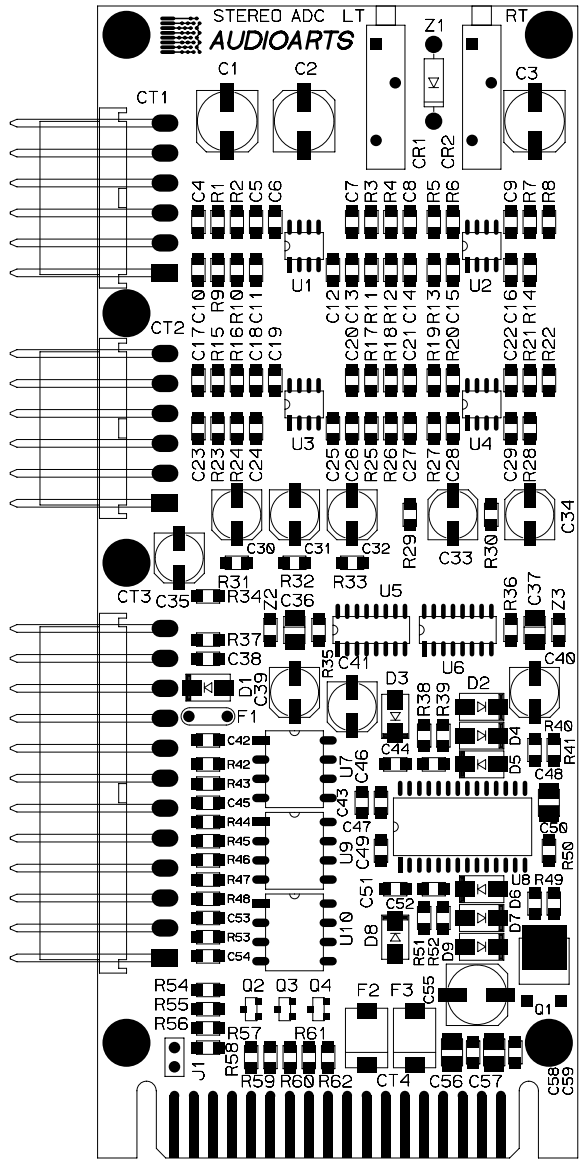 STEREO ADC LT RT
AUDIOARTS
Z1
C1 C2 C3
CT1
CR1 CR2
C4 R1 R2 C5 C6 C7 R3 R4 C8 R5 R6 C9 R7 R8
U1 U2
C10 R9 R10 C11 C12 C13 R11 R12 C14 R13 C15 C16 R14
CT2
C17 R15 R16 C18 C19 C20 R17 R18 C21 R19 R20 C22 R21 R22
U3 U4
C23 R23 R24 C24 C25 C26 R25 R26 C27 R27 C28 C29 R28
C34
C30 C31 C32 R29 C33 R30
R31 R32 R33
CT3 C35 R34
Z2 C36 U5 R36 C37 Z3
R37 R35 U6
C38 C41 C40
D1 C39 D3 R38 R39 D2
F1 D4 R40 R41
C42 U7 C46 C44 D5
R42 C48
R43
C45 C43
R44 C47 C50
R45 U9 C49 R50
R46
R47 C51 U8 R49
R48 C52 D6
C53 U10 D8 D7
R53 R51 R52 D9
C54
R54 Q2 Q3 Q4 F2 F3 C55
R55 Q1
R56 R57 R61
R58
J1 R59 R60 R62 CT4 C56 C57 C58 C59